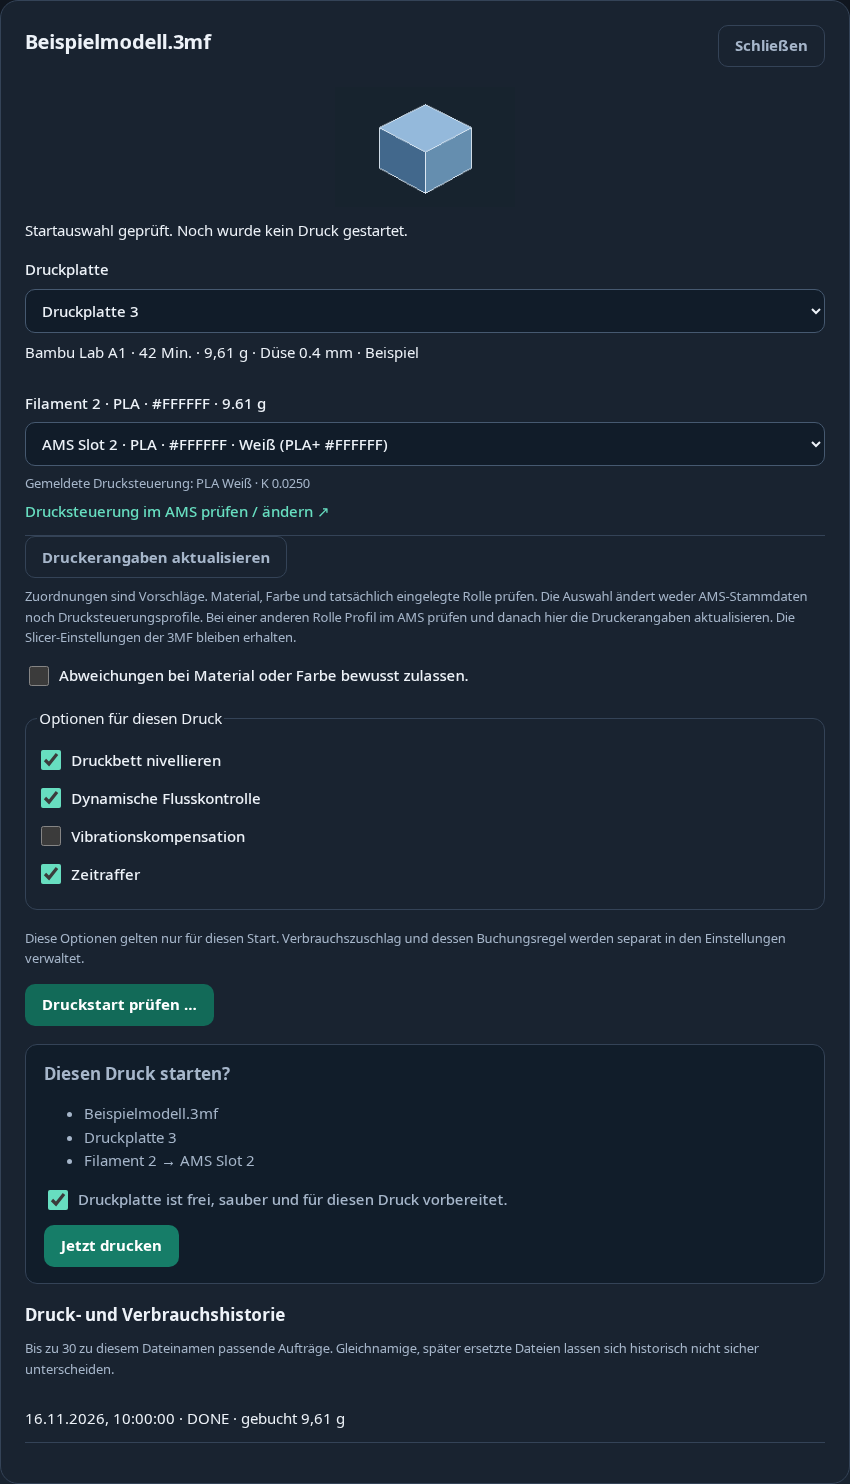 Beispielmodell.3mf
Schließen
Startauswahl geprüft. Noch wurde kein Druck gestartet.
Druckplatte
Druckplatte 3
Bambu Lab A1 · 42 Min. · 9,61 g · Düse 0.4 mm · Beispiel
Filament 2 · PLA · #FFFFFF · 9.61 g
AMS Slot 2 · PLA · #FFFFFF · Weiß (PLA+ #FFFFFF)
Gemeldete Drucksteuerung: PLA Weiß · K 0.0250
Drucksteuerung im AMS prüfen / ändern ↗
Druckerangaben aktualisieren
Zuordnungen sind Vorschläge. Material, Farbe und tatsächlich eingelegte Rolle prüfen. Die Auswahl ändert weder AMS-Stammdaten
noch Drucksteuerungsprofile. Bei einer anderen Rolle Profil im AMS prüfen und danach hier die Druckerangaben aktualisieren. Die
Slicer-Einstellungen der 3MF bleiben erhalten.
Abweichungen bei Material oder Farbe bewusst zulassen.
Optionen für diesen Druck
Druckbett nivellieren
Dynamische Flusskontrolle
Vibrationskompensation
Zeitraffer
Diese Optionen gelten nur für diesen Start. Verbrauchszuschlag und dessen Buchungsregel werden separat in den Einstellungen
verwaltet.
Druckstart prüfen …
Diesen Druck starten?
• Beispielmodell.3mf
• Druckplatte 3
• Filament 2 → AMS Slot 2
Druckplatte ist frei, sauber und für diesen Druck vorbereitet.
Jetzt drucken
Druck- und Verbrauchshistorie
Bis zu 30 zu diesem Dateinamen passende Aufträge. Gleichnamige, später ersetzte Dateien lassen sich historisch nicht sicher
unterscheiden.
16.11.2026, 10:00:00 · DONE · gebucht 9,61 g